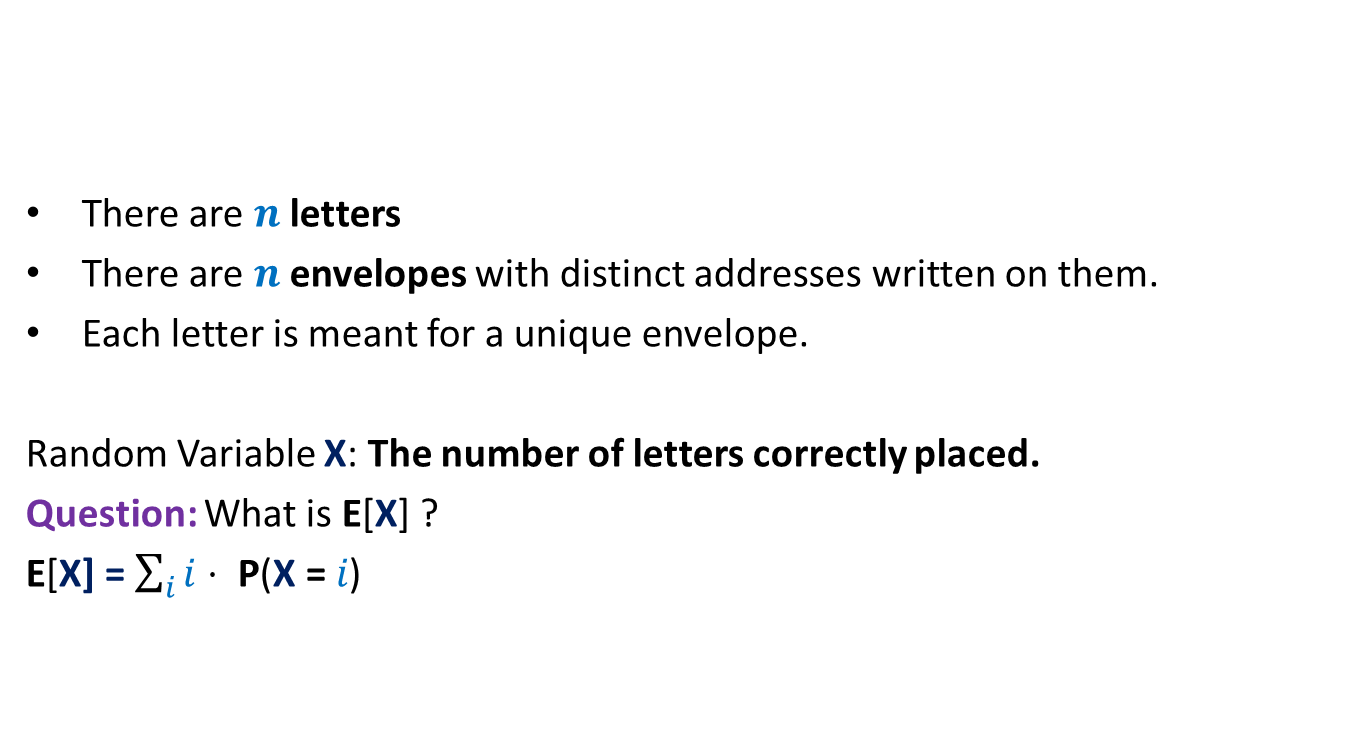 • There are n letters
• There are n envelopes with distinct addresses written on them.
• Each letter is meant for a unique envelope.
Random Variable X: The number of letters correctly placed.
Question: What is E[X] ?
E[X] = ∑ᵢ i · P(X = i)